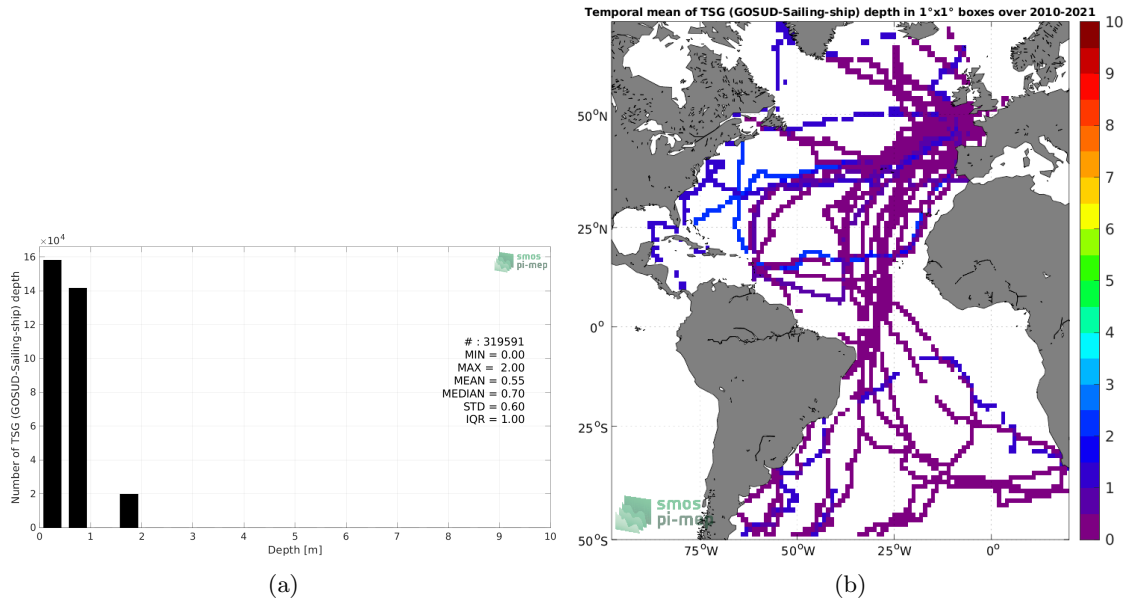 ×10⁴
16
14
12
10
8
6
4
2
0
Number of TSG (GOSUD-Sailing-ship) depth
0 1 2 3 4 5 6 7 8 9 10
Depth [m]
smos
pi-mep
# : 319591
MIN = 0.00
MAX = 2.00
MEAN = 0.55
MEDIAN = 0.70
STD = 0.60
IQR = 1.00
(a)
Temporal mean of TSG (GOSUD-Sailing-ship) depth in 1°x1° boxes over 2010-2021
50°N
25°N
0°
25°S
50°S
75°W 50°W 25°W 0°
smos
pi-mep
10
9
8
7
6
5
4
3
2
1
0
(b)